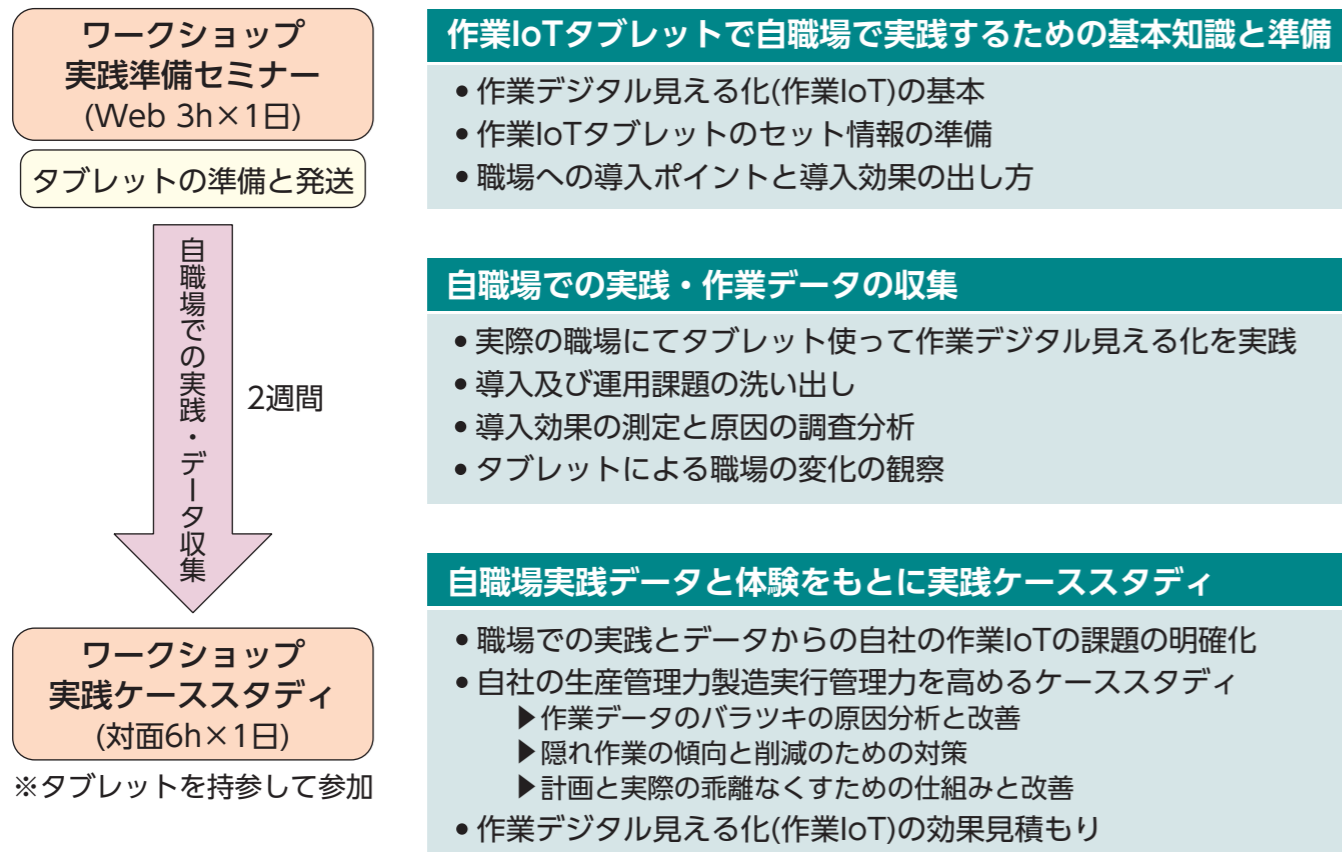 ワークショップ
実践準備セミナー
(Web 3h×1日)
タブレットの準備と発送
自職場での実践・データ収集
2週間
ワークショップ
実践ケーススタディ
(対面6h×1日)
※タブレットを持参して参加
作業IoTタブレットで自職場で実践するための基本知識と準備
•作業デジタル見える化(作業IoT)の基本
•作業IoTタブレットのセット情報の準備
•職場への導入ポイントと導入効果の出し方
自職場での実践・作業データの収集
•実際の職場にてタブレット使って作業デジタル見える化を実践
•導入及び運用課題の洗い出し
•導入効果の測定と原因の調査分析
•タブレットによる職場の変化の観察
自職場実践データと体験をもとに実践ケーススタディ
•職場での実践とデータからの自社の作業IoTの課題の明確化
•自社の生産管理力製造実行管理力を高めるケーススタディ
▶作業データのバラツキの原因分析と改善
▶隠れ作業の傾向と削減のための対策
▶計画と実際の乖離なくすための仕組みと改善
•作業デジタル見える化(作業IoT)の効果見積もり